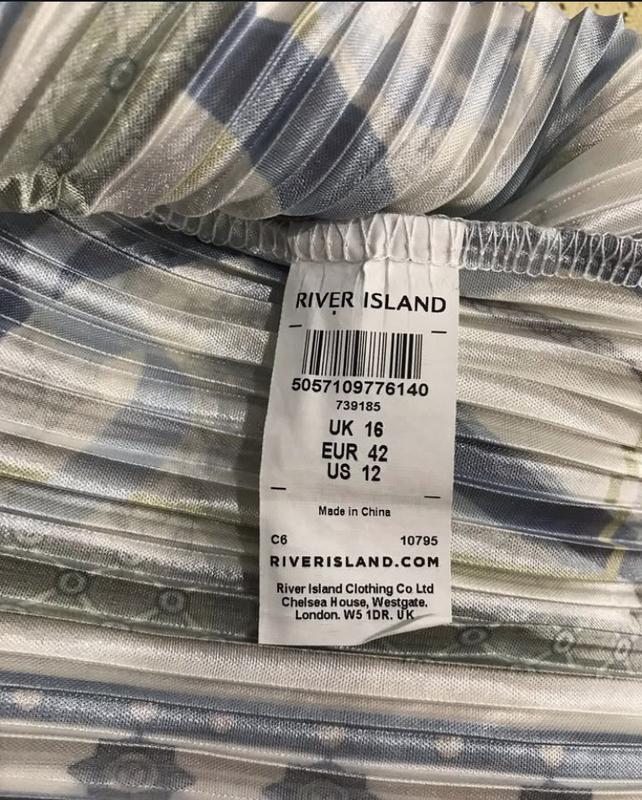 RIVER ISLAND
5057109776140
739185
UK 16
EUR 42
US 12
Made in China
C6 10795
RIVERISLAND.COM
River Island Clothing Co Ltd
Chelsea House, Westgate.
London. W5 1DR. UK